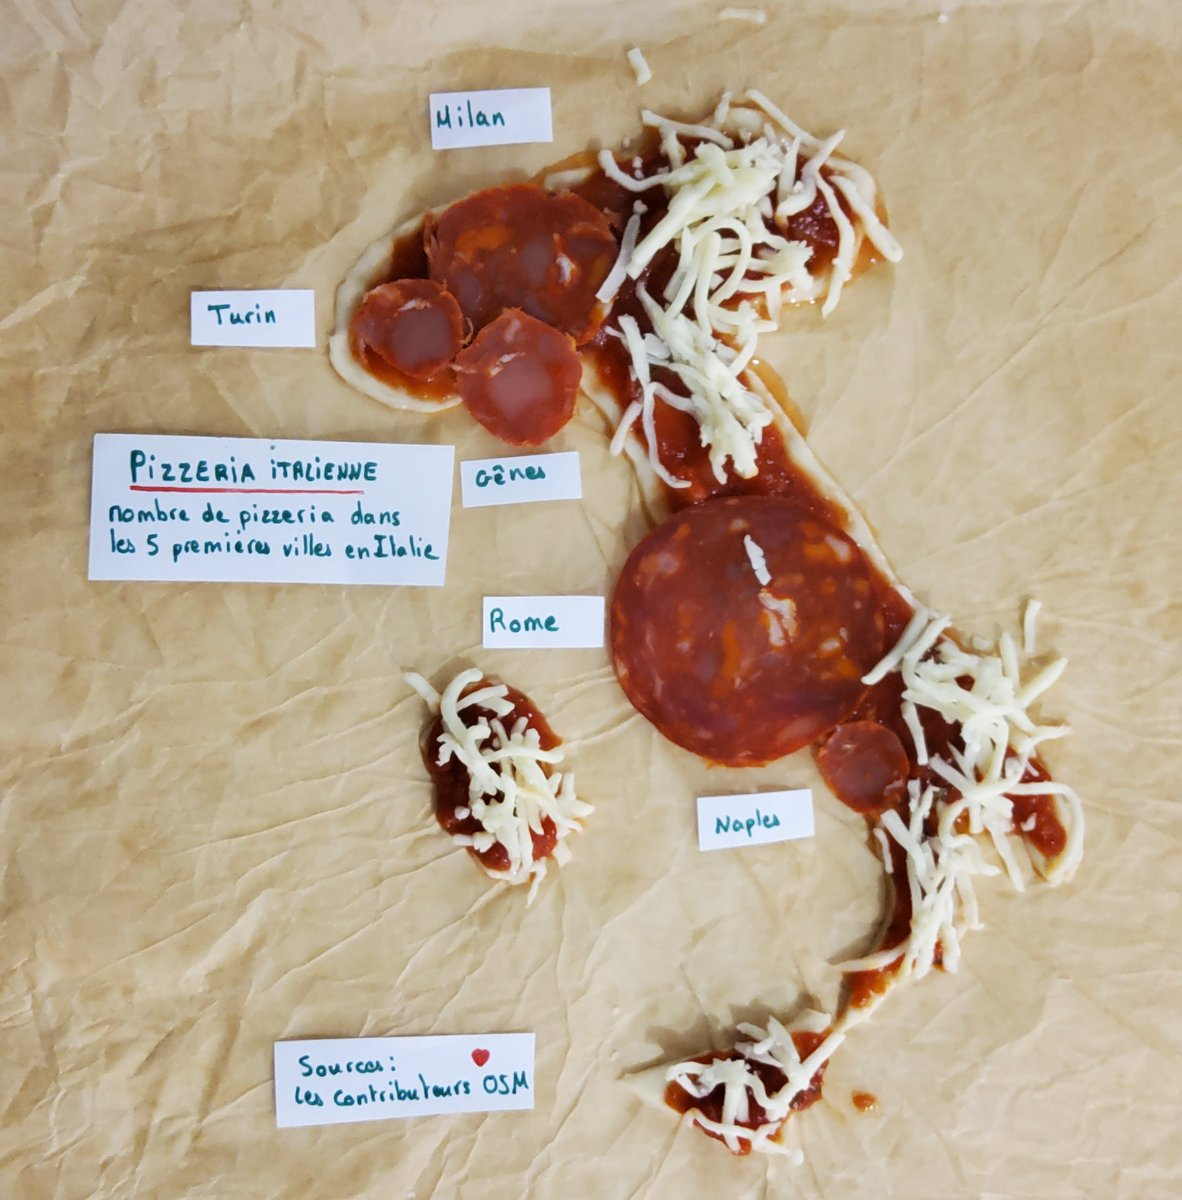 Milan
Turin
PIZZERIA ITALIENNE
nombre de pizzeria dans
les 5 premières villes en Italie
Gênes
Rome
Naples
Sources: ♥
Les contributeurs OSM